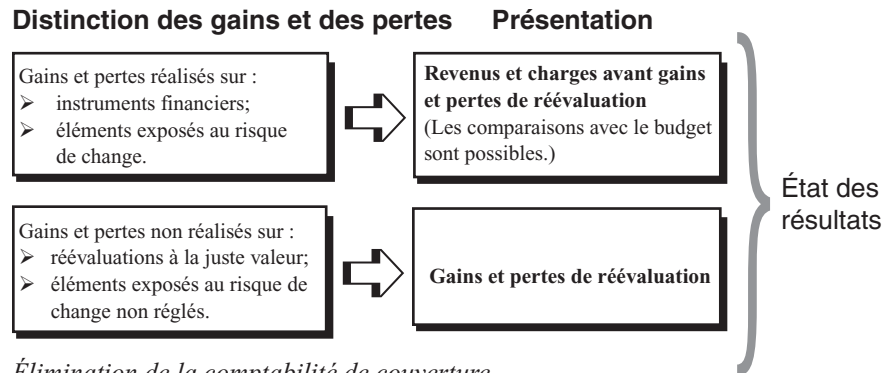 Distinction des gains et des pertes Présentation
Gains et pertes réalisés sur :
➢ instruments financiers;
➢ éléments exposés au risque
de change.
Revenus et charges avant gains
et pertes de réévaluation
(Les comparaisons avec le budget
sont possibles.)
Gains et pertes non réalisés sur :
➢ réévaluations à la juste valeur;
➢ éléments exposés au risque de
change non réglés.
Gains et pertes de réévaluation
État des
résultats
Élimination de la comptabilité de couverture